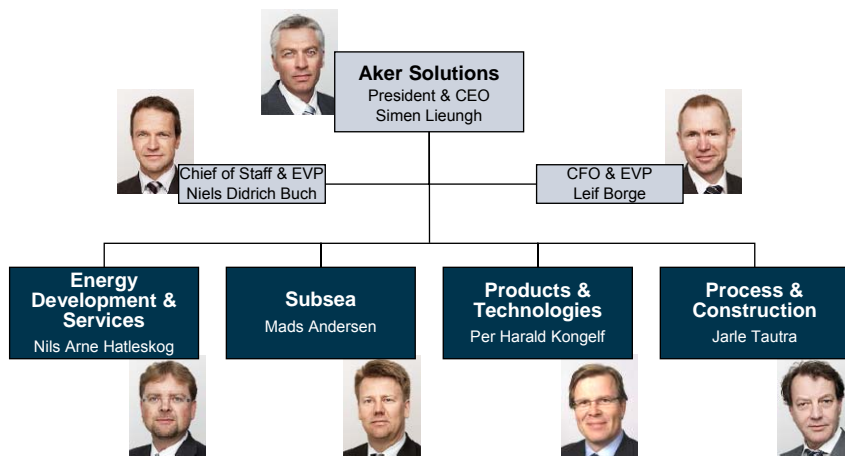 Aker Solutions
President & CEO
Simen Lieungh
Chief of Staff & EVP
Niels Didrich Buch
CFO & EVP
Leif Borge
Energy
Development &
Services
Nils Arne Hatleskog
Subsea
Mads Andersen
Products &
Technologies
Per Harald Kongelf
Process &
Construction
Jarle Tautra